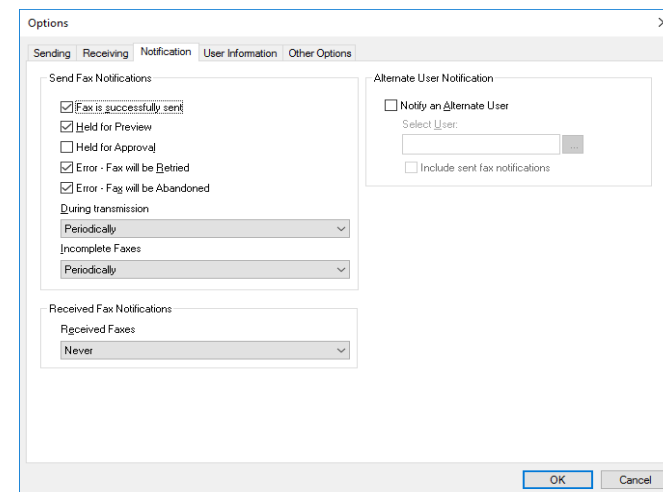 Options
Sending Receiving Notification User Information Other Options
Send Fax Notifications
Fax is successfully sent
Held for Preview
Held for Approval
Error - Fax will be Retried
Error - Fax will be Abandoned
During transmission
Periodically
Incomplete Faxes
Periodically
Received Fax Notifications
Received Faxes
Never
Alternate User Notification
Notify an Alternate User
Select User:
...
Include sent fax notifications
OK Cancel